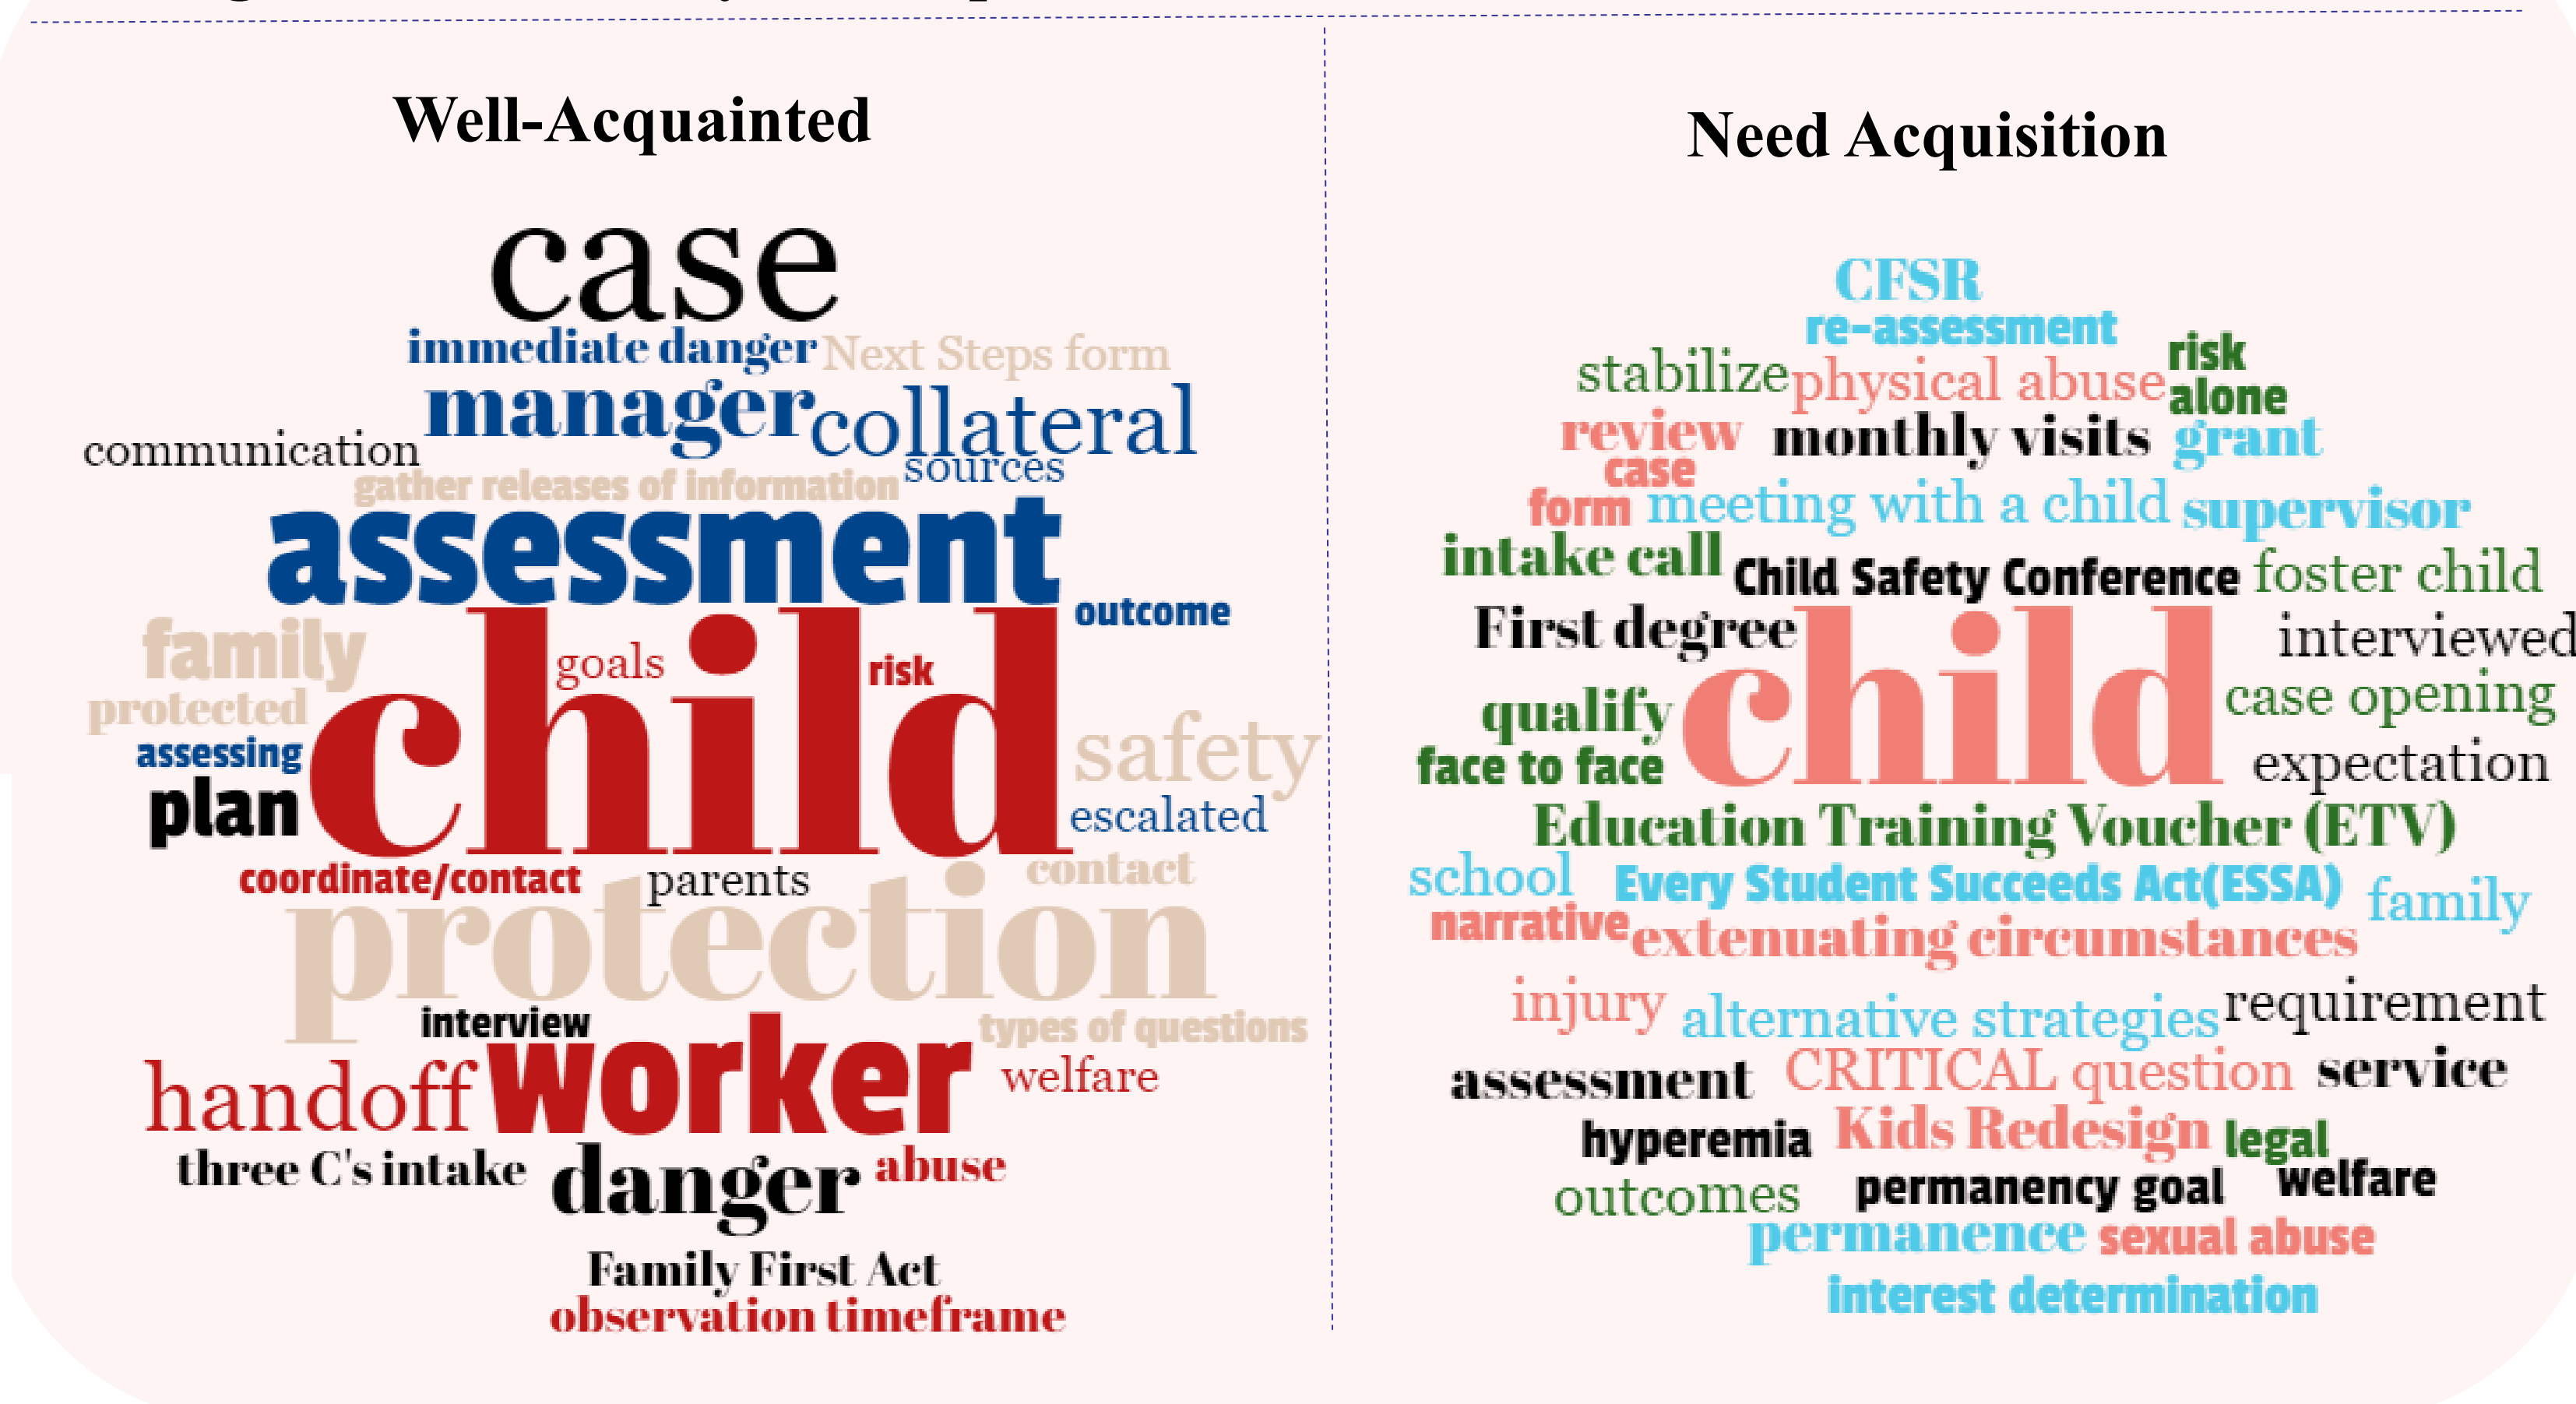 Well-Acquainted
case
immediate danger Next Steps form
manager collateral
communication
sources
gather releases of information
assessment
outcome
family
goals
risk
child
protected
assessing
safety
plan
escalated
coordinate/contact
parents
contact
protection
interview
types of questions
worker
handoff
welfare
three C's intake
danger
abuse
Family First Act
observation timeframe
Need Acquisition
CFSR
re-assessment
risk
stabilize physical abuse
alone
review monthly visits grant
case
form meeting with a child supervisor
intake call Child Safety Conference foster child
First degree
interviewed
child
qualify
case opening
face to face
expectation
Education Training Voucher (ETV)
school Every Student Succeeds Act(ESSA) family
narrative extenuating circumstances
injury alternative strategies requirement
assessment CRITICAL question service
hyperemia Kids Redesign legal
outcomes permanency goal welfare
permanence sexual abuse
interest determination